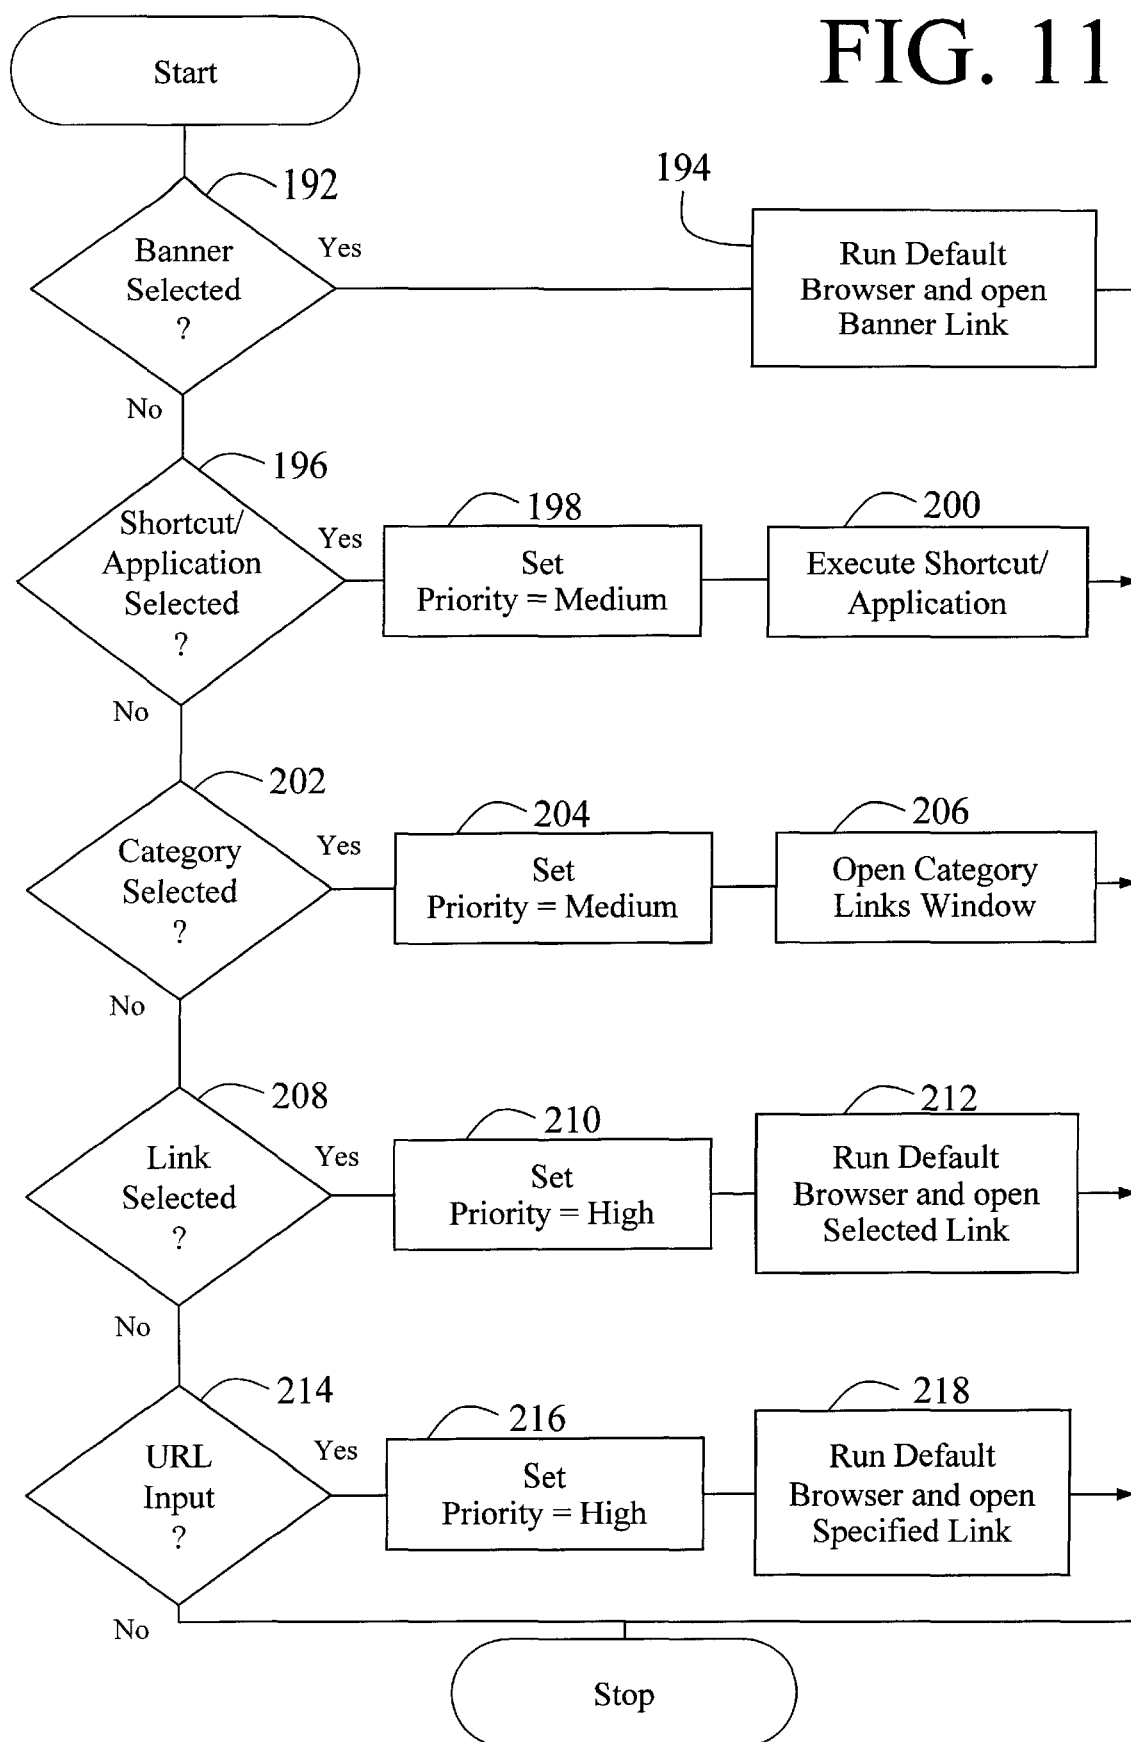 FIG. 11
Start
192
Banner
Selected
?
Yes
194
Run Default
Browser and open
Banner Link
No
196
Shortcut/
Application
Selected
?
Yes
198
Set
Priority = Medium
200
Execute Shortcut/
Application
No
202
Category
Selected
?
Yes
204
Set
Priority = Medium
206
Open Category
Links Window
No
208
Link
Selected
?
Yes
210
Set
Priority = High
212
Run Default
Browser and open
Selected Link
No
214
URL
Input
?
Yes
216
Set
Priority = High
218
Run Default
Browser and open
Specified Link
No
Stop